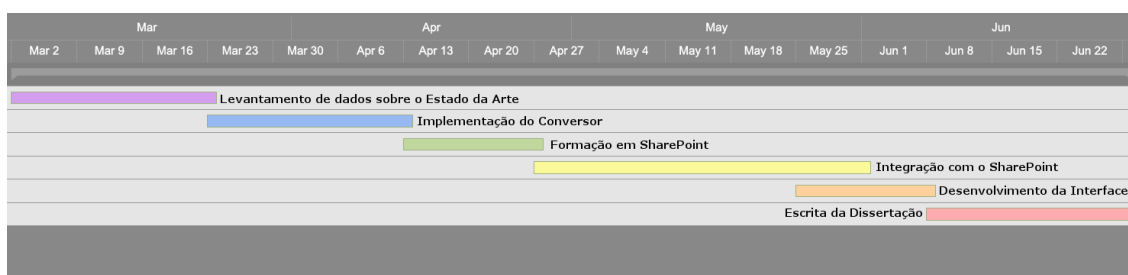 Mar Apr May Jun
Mar 2 Mar 9 Mar 16 Mar 23 Mar 30 Apr 6 Apr 13 Apr 20 Apr 27 May 4 May 11 May 18 May 25 Jun 1 Jun 8 Jun 15 Jun 22
Levantamento de dados sobre o Estado da Arte
Implementação do Conversor
Formação em SharePoint
Integração com o SharePoint
Desenvolvimento da Interface
Escrita da Dissertação